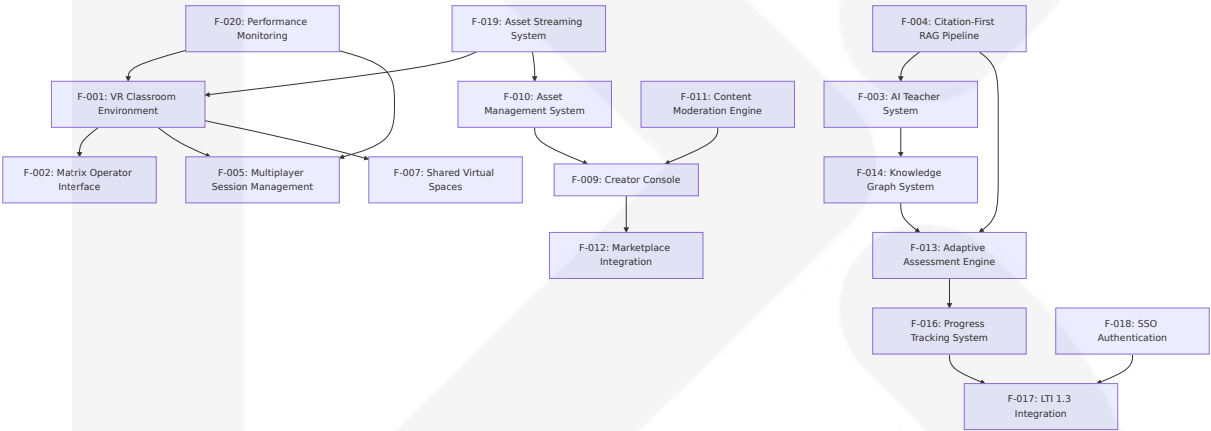 F-020: Performance
Monitoring
F-019: Asset Streaming
System
F-004: Citation-First
RAG Pipeline
F-001: VR Classroom
Environment
F-010: Asset
Management System
F-011: Content
Moderation Engine
F-003: AI Teacher
System
F-002: Matrix Operator
Interface
F-005: Multiplayer
Session Management
F-007: Shared Virtual
Spaces
F-009: Creator Console
F-014: Knowledge
Graph System
F-012: Marketplace
Integration
F-013: Adaptive
Assessment Engine
F-016: Progress
Tracking System
F-018: SSO
Authentication
F-017: LTI 1.3
Integration